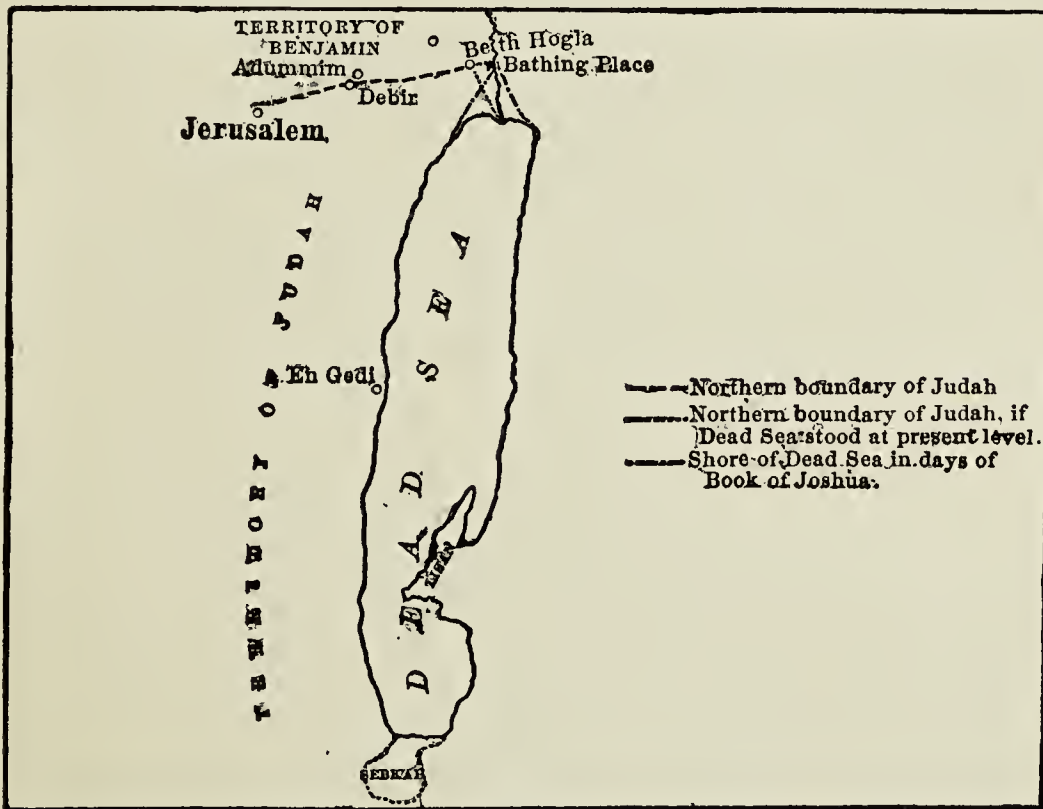 TERRITORY OF
BENJAMIN
Adummim
Debir
Beth Hogla
Bathing Place
Jerusalem,
TERRITORY OF JUDAH
En Gedi
DEAD SEA
LISAN
SEBKAH
Northern boundary of Judah
Northern boundary of Judah, if
Dead Sea stood at present level.
Shore of Dead Sea in days of
Book of Joshua.